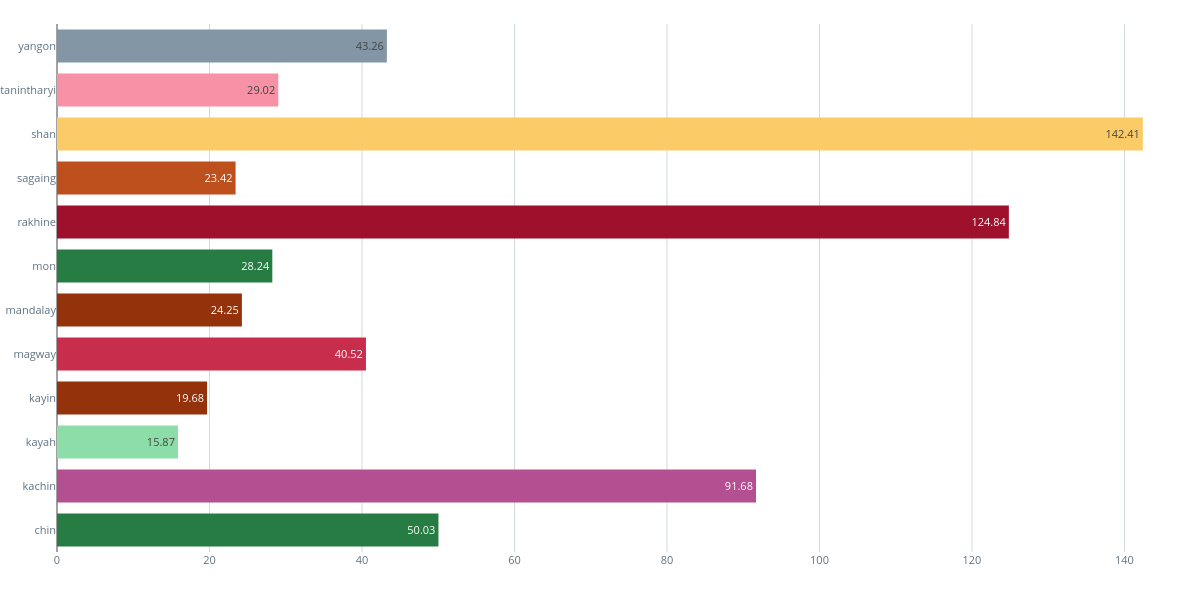 yangon 43.26
tanintharyi 29.02
shan 142.41
sagaing 23.42
rakhine 124.84
mon 28.24
mandalay 24.25
magway 40.52
kayin 19.68
kayah 15.87
kachin 91.68
chin 50.03
0 20 40 60 80 100 120 140